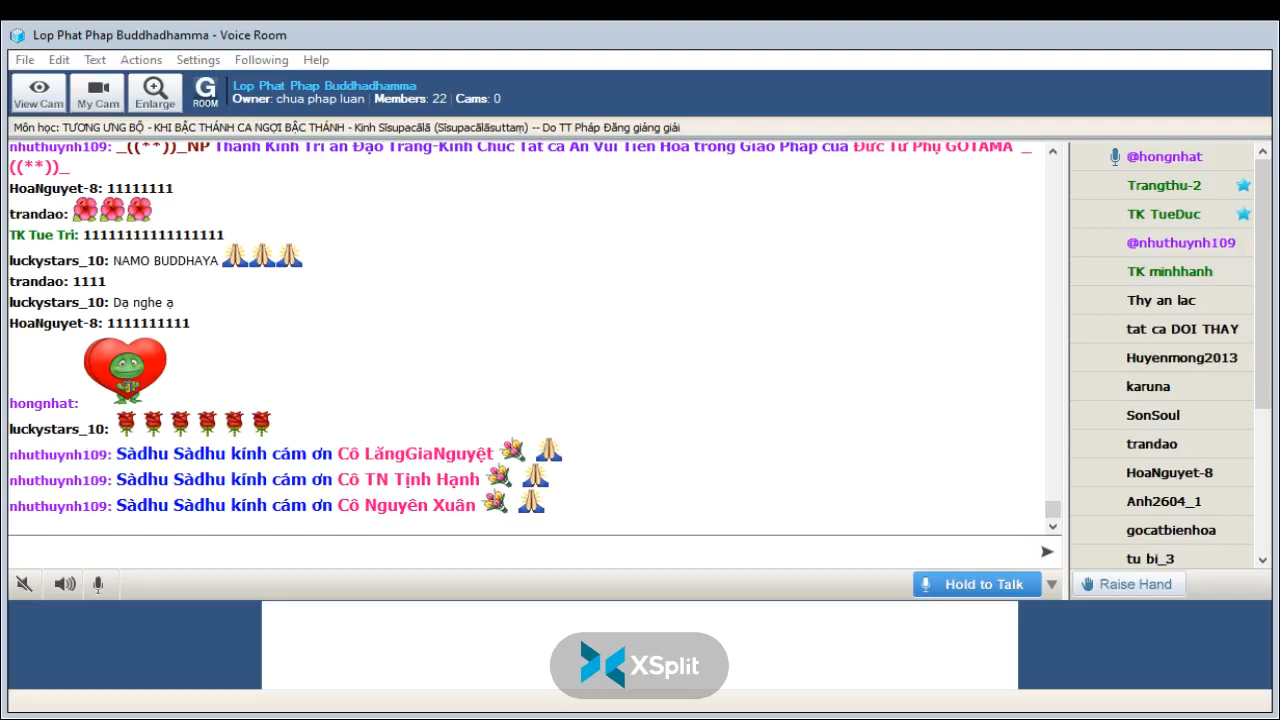 Lop Phat Phap Buddhadhamma - Voice Room
File Edit Text Actions Settings Following Help
View Cam My Cam Enlarge G ROOM
Lop Phat Phap Buddhadhamma
Owner: chua phap luan | Members: 22 | Cams: 0
Môn học: TƯƠNG ƯNG BỘ - KHI BẬC THÁNH CA NGỢI BẬC THÁNH - Kinh Sīsupacālā (Sīsupacālāsuttaṃ) -- Do TT Pháp Đăng giảng giải
nhuthuynh109: _((**))_NP Thành Kính Tri ân Đạo Tràng-Kính Chúc Tất cả An Vui Tiến Hóa trong Giáo Pháp của Đức Từ Phụ GOTAMA _
((**))_
HoaNguyet-8: 11111111
trandao:
TK Tue Tri: 11111111111111111
luckystars_10: NAMO BUDDHAYA
trandao: 1111
luckystars_10: Dạ nghe ạ
HoaNguyet-8: 1111111111
hongnhat:
luckystars_10:
nhuthuynh109: Sàdhu Sàdhu kính cám ơn Cô LăngGiaNguyệt
nhuthuynh109: Sàdhu Sàdhu kính cám ơn Cô TN Tịnh Hạnh
nhuthuynh109: Sàdhu Sàdhu kính cám ơn Cô Nguyên Xuân
@hongnhat
Trangthu-2
TK TueDuc
@nhuthuynh109
TK minhhanh
Thy an lac
tat ca DOI THAY
Huyenmong2013
karuna
SonSoul
trandao
HoaNguyet-8
Anh2604_1
gocatbienhoa
tu bi_3
Hold to Talk
Raise Hand
XSplit